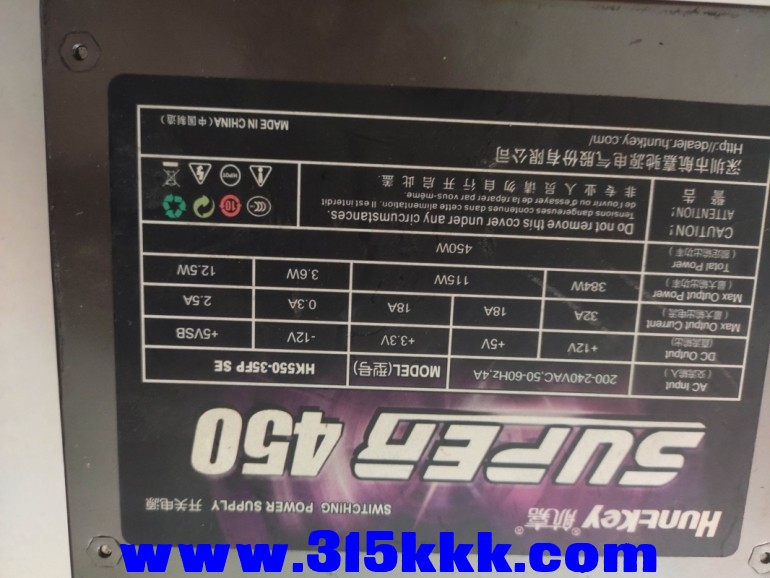 HUNTKEY® 航嘉®
SWITCHING POWER SUPPLY 开关电源
SUPER 450
AC Input (交流输入) 200-240VAC,50-60Hz,4A MODEL(型号) HK550-35FP SE
DC Output (直流输出) +12V +5V +3.3V -12V +5VSB
Max Output Current (最大输出电流) 32A 18A 18A 0.3A 2.5A
Max Output Power (最大输出功率) 384W 115W 3.6W 12.5W
Total Power (额定输出功率) 450W
CAUTION! Do not remove this cover under any circumstances.
ATTENTION! Tensions dangereuses contenues dans cette alimentation. Il est interdit
de l'ouvrir ou d'essayer de la réparer par vous-même.
警 告 非 专 业 人 员 请 勿 自 行 开 启 此 盖.
CCC 10 HIPOT
深圳市航嘉驰源电气股份有限公司
Http://dealer.huntkey.com/ MADE IN CHINA (中国制造)
www.315kkk.com